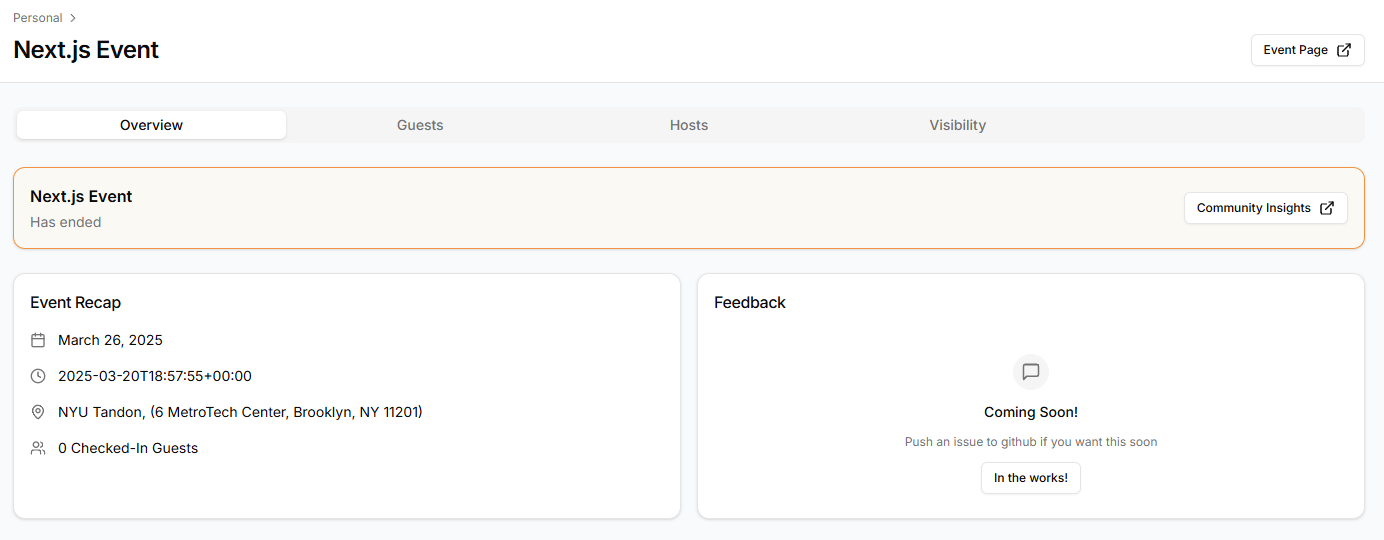 Personal
Next.js Event
Event Page
Overview
Guests
Hosts
Visibility
Next.js Event
Has ended
Community Insights
Event Recap
March 26, 2025
2025-03-20T18:57:55+00:00
NYU Tandon, (6 MetroTech Center, Brooklyn, NY 11201)
0 Checked-In Guests
Feedback
Coming Soon!
Push an issue to github if you want this soon
In the works!